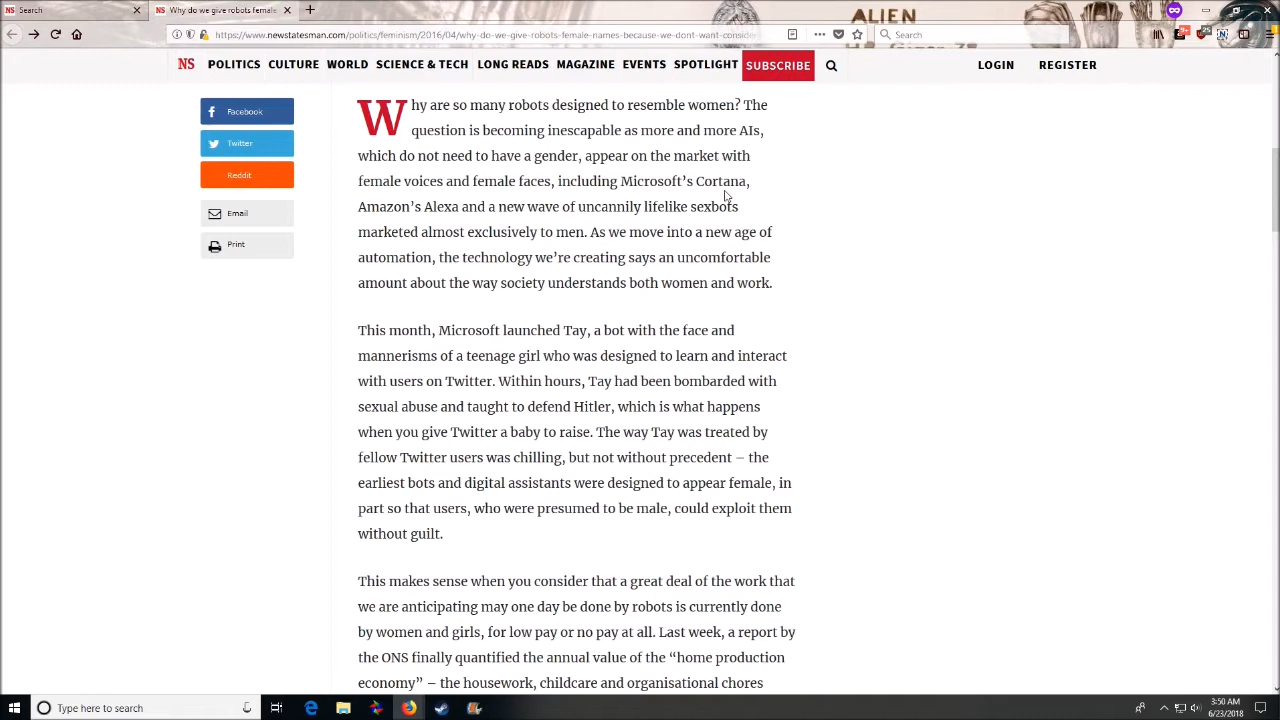 Search
Why do we give robots female
ALIEN
https://www.newstatesman.com/politics/feminism/2016/04/why-do-we-give-robots-female-names-because-we-dont-want-conside
Search
NS POLITICS CULTURE WORLD SCIENCE & TECH LONG READS MAGAZINE EVENTS SPOTLIGHT SUBSCRIBE LOGIN REGISTER
Facebook
Twitter
Reddit
Email
Print
Why are so many robots designed to resemble women? The
question is becoming inescapable as more and more AIs,
which do not need to have a gender, appear on the market with
female voices and female faces, including Microsoft’s Cortana,
Amazon’s Alexa and a new wave of uncannily lifelike sexbots
marketed almost exclusively to men. As we move into a new age of
automation, the technology we’re creating says an uncomfortable
amount about the way society understands both women and work.
This month, Microsoft launched Tay, a bot with the face and
mannerisms of a teenage girl who was designed to learn and interact
with users on Twitter. Within hours, Tay had been bombarded with
sexual abuse and taught to defend Hitler, which is what happens
when you give Twitter a baby to raise. The way Tay was treated by
fellow Twitter users was chilling, but not without precedent – the
earliest bots and digital assistants were designed to appear female, in
part so that users, who were presumed to be male, could exploit them
without guilt.
This makes sense when you consider that a great deal of the work that
we are anticipating may one day be done by robots is currently done
by women and girls, for low pay or no pay at all. Last week, a report by
the ONS finally quantified the annual value of the “home production
economy” – the housework, childcare and organisational chores
Type here to search
3:50 AM
6/23/2018